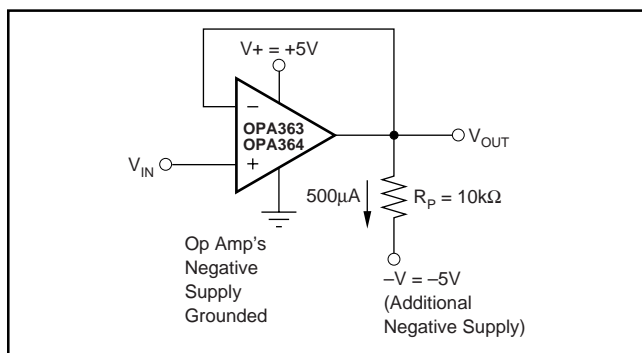 V+ = +5V
−
OPA363
OPA364
+
V_IN
V_OUT
500µA
R_P = 10kΩ
Op Amp's
Negative
Supply
Grounded
−V = −5V
(Additional
Negative Supply)